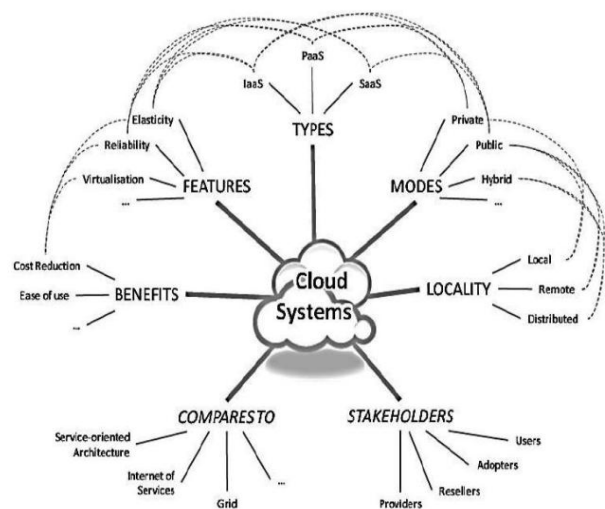 PaaS
IaaS
SaaS
TYPES
Elasticity
Reliability
Virtualisation
...
FEATURES
Private
Public
Hybrid
...
MODES
Cost Reduction
Ease of use
...
BENEFITS
Cloud
Systems
LOCALITY
Local
Remote
Distributed
COMPARES TO
Service-oriented
Architecture
Internet of
Services
Grid
...
STAKEHOLDERS
Users
Adopters
Resellers
Providers